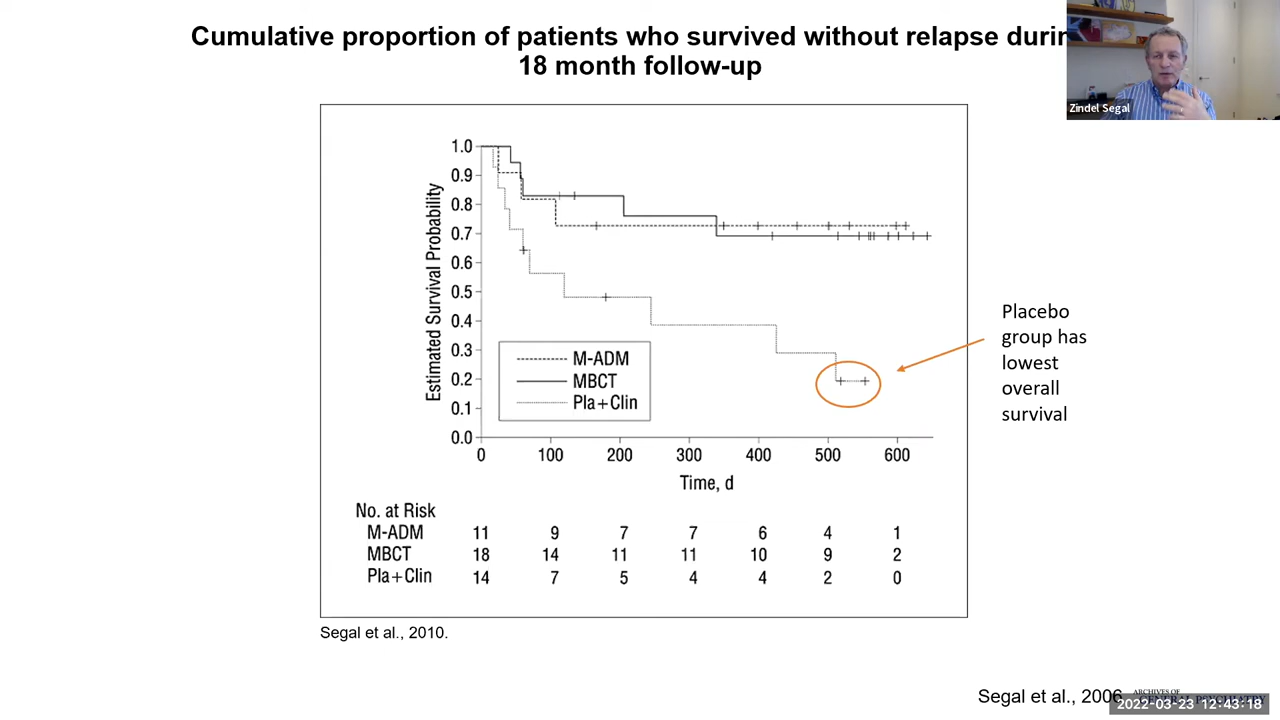 Cumulative proportion of patients who survived without relapse durin
18 month follow-up
Zindel Segal
Estimated Survival Probability
1.0
0.9
0.8
0.7
0.6
0.5
0.4
0.3
0.2
0.1
0.0
M-ADM
MBCT
Pla+Clin
0 100 200 300 400 500 600
Time, d
Placebo
group has
lowest
overall
survival
No. at Risk
M-ADM 11 9 7 7 6 4 1
MBCT 18 14 11 11 10 9 2
Pla+Clin 14 7 5 4 4 2 0
Segal et al., 2010.
Segal et al., 2006
ARCHIVES OF
GENERAL PSYCHIATRY
2022-03-23 12:43:18